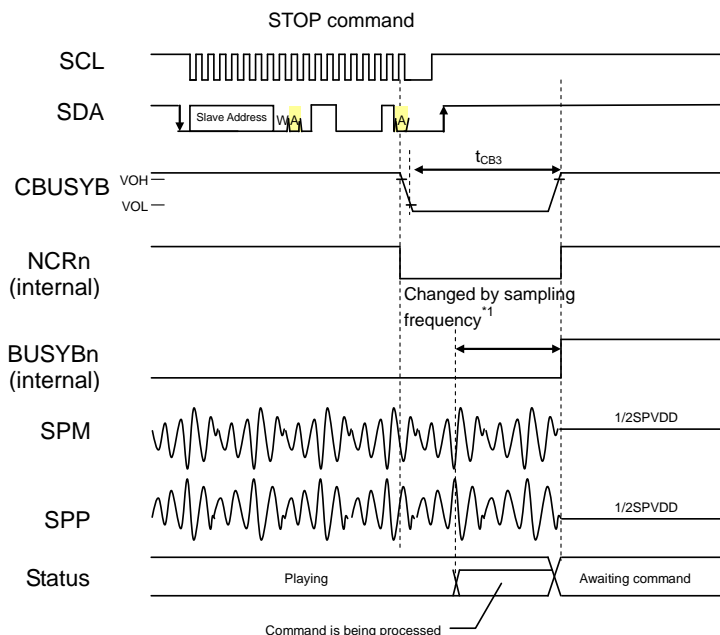 STOP command
SCL
SDA
Slave Address
W
A
A
CBUSYB
VOH
VOL
tCB3
NCRn
(internal)
Changed by sampling
frequency*1
BUSYBn
(internal)
SPM
1/2SPVDD
SPP
1/2SPVDD
Status
Playing
Awaiting command
Command is being processed